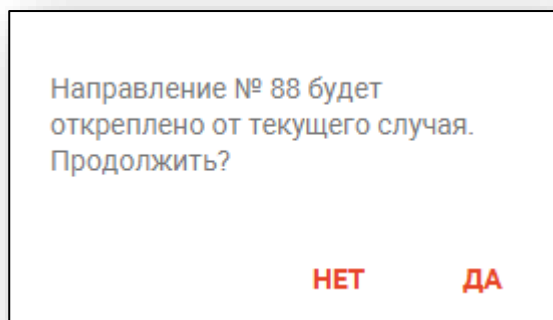 Направление № 88 будет
откреплено от текущего случая.
Продолжить?
НЕТ ДА